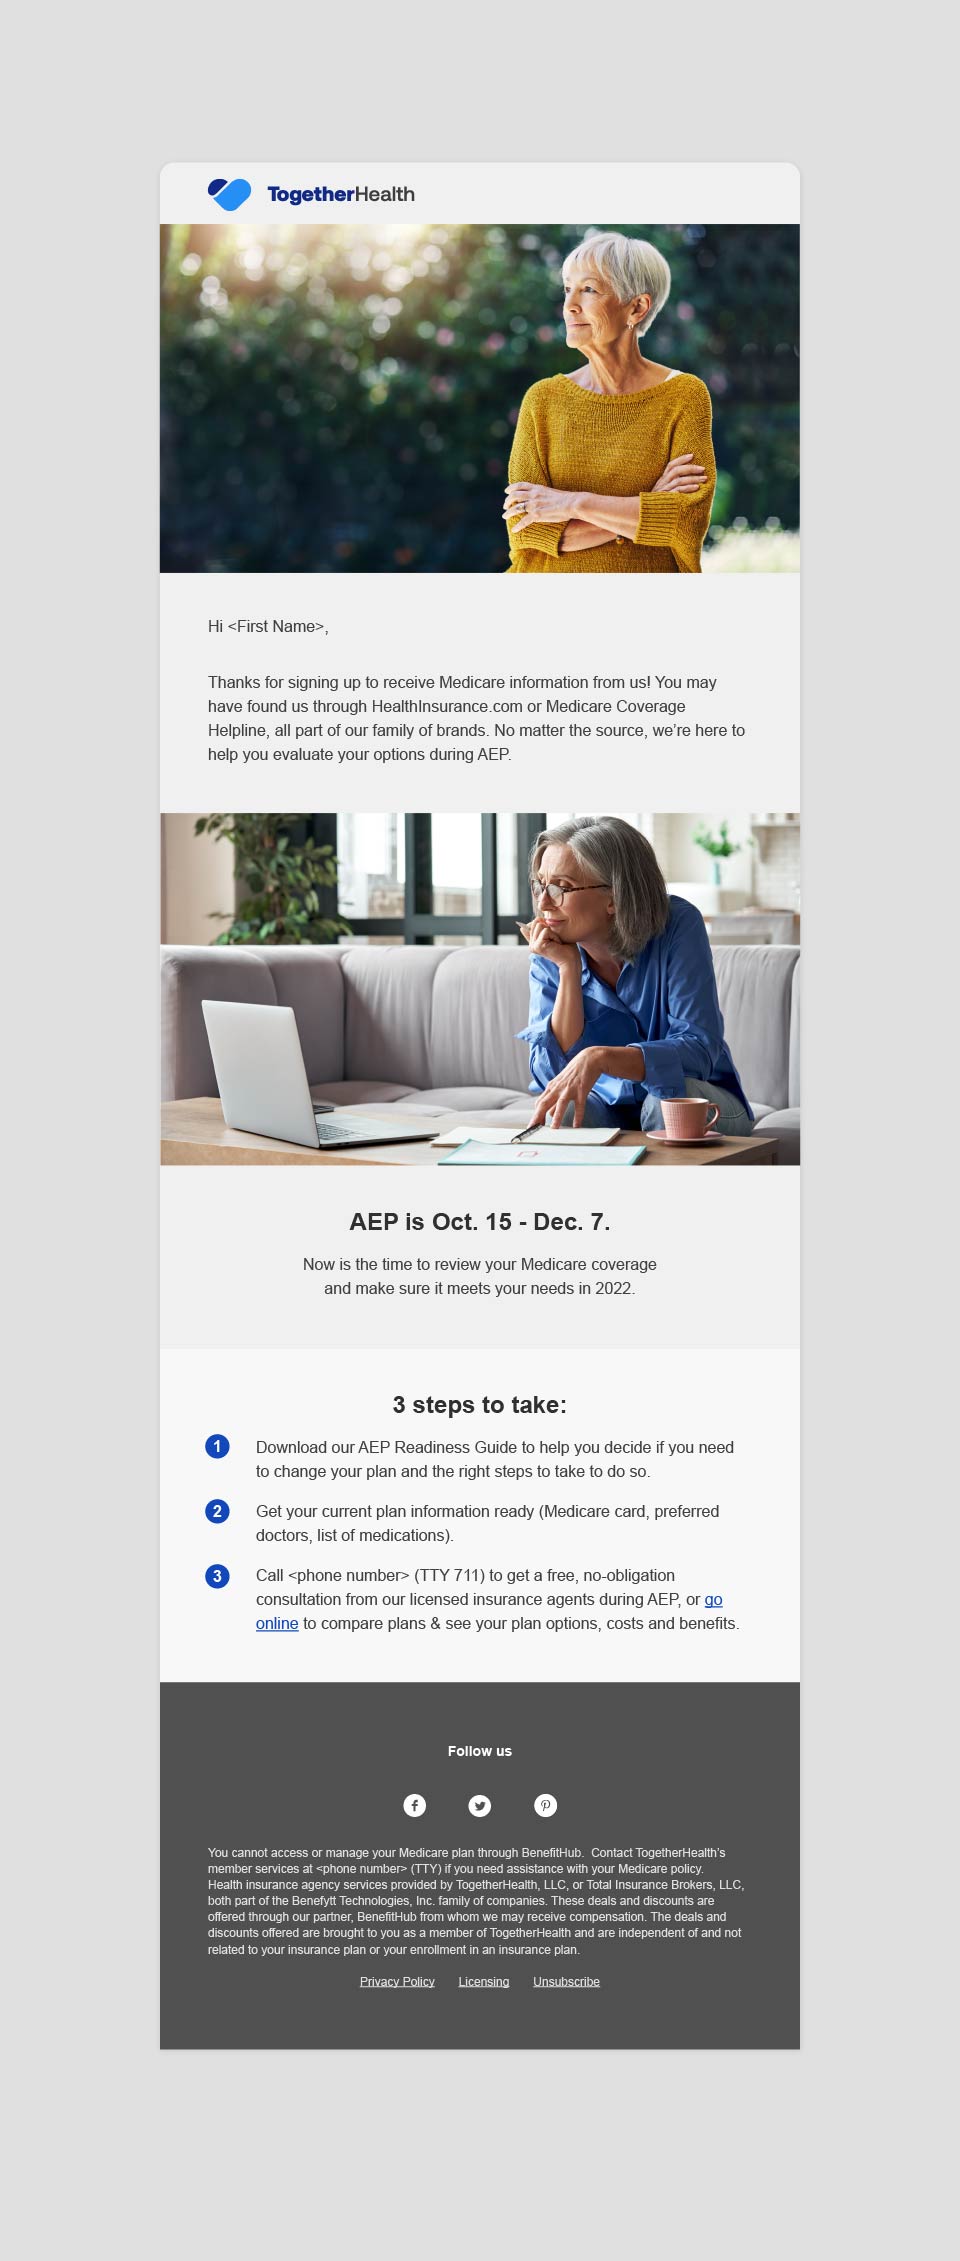 TogetherHealth
Hi <First Name>,
Thanks for signing up to receive Medicare information from us! You may
have found us through HealthInsurance.com or Medicare Coverage
Helpline, all part of our family of brands. No matter the source, we’re here to
help you evaluate your options during AEP.
AEP is Oct. 15 - Dec. 7.
Now is the time to review your Medicare coverage
and make sure it meets your needs in 2022.
3 steps to take:
1 Download our AEP Readiness Guide to help you decide if you need
to change your plan and the right steps to take to do so.
2 Get your current plan information ready (Medicare card, preferred
doctors, list of medications).
3 Call <phone number> (TTY 711) to get a free, no-obligation
consultation from our licensed insurance agents during AEP, or go
online to compare plans & see your plan options, costs and benefits.
Follow us
You cannot access or manage your Medicare plan through BenefitHub.  Contact TogetherHealth’s
member services at <phone number> (TTY) if you need assistance with your Medicare policy.
Health insurance agency services provided by TogetherHealth, LLC, or Total Insurance Brokers, LLC,
both part of the Benefytt Technologies, Inc. family of companies. These deals and discounts are
offered through our partner, BenefitHub from whom we may receive compensation. The deals and
discounts offered are brought to you as a member of TogetherHealth and are independent of and not
related to your insurance plan or your enrollment in an insurance plan.
Privacy Policy Licensing Unsubscribe